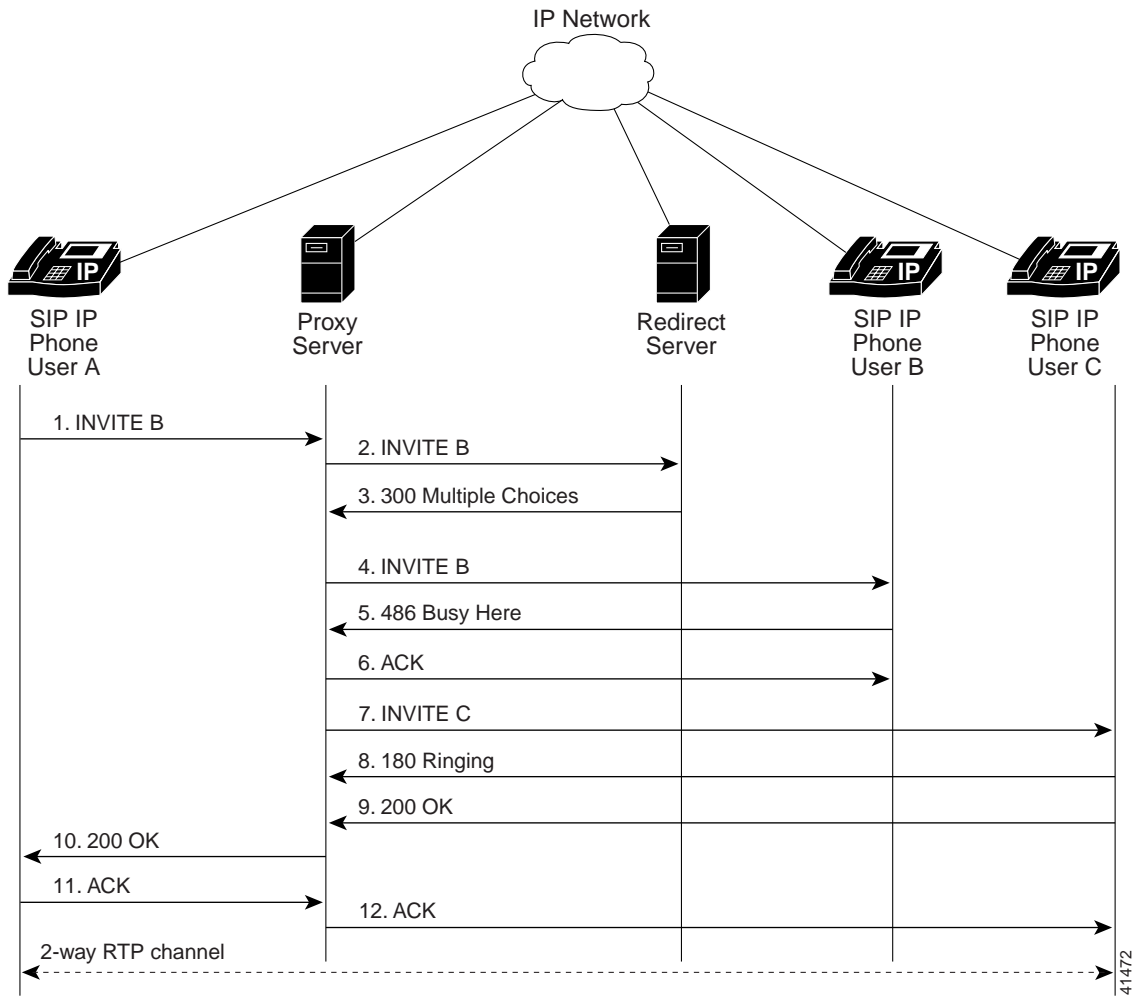 IP Network
IP
IP
IP
SIP IP
Phone
User A
Proxy
Server
Redirect
Server
SIP IP
Phone
User B
SIP IP
Phone
User C
1. INVITE B
2. INVITE B
3. 300 Multiple Choices
4. INVITE B
5. 486 Busy Here
6. ACK
7. INVITE C
8. 180 Ringing
9. 200 OK
10. 200 OK
11. ACK
12. ACK
2-way RTP channel
41472